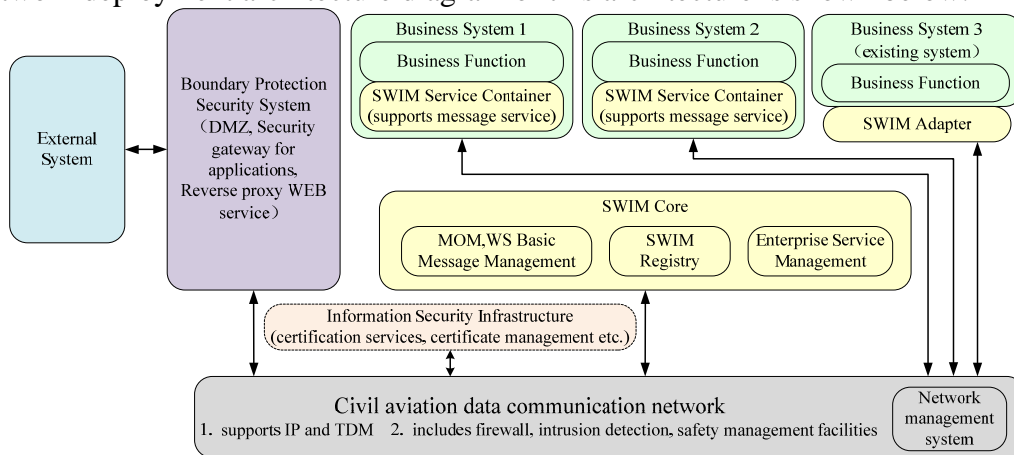 Business System 1
Business Function
SWIM Service Container
(supports message service)
Business System 2
Business Function
SWIM Service Container
(supports message service)
Business System 3
（existing system）
Business Function
SWIM Adapter
External
System
Boundary Protection
Security System
（DMZ, Security
gateway for
applications,
Reverse proxy WEB
service）
SWIM Core
MOM,WS Basic
Message Management
SWIM
Registry
Enterprise Service
Management
Information Security Infrastructure
(certification services, certificate management etc.)
Civil aviation data communication network
1. supports IP and TDM 2. includes firewall, intrusion detection, safety management facilities
Network
management
system